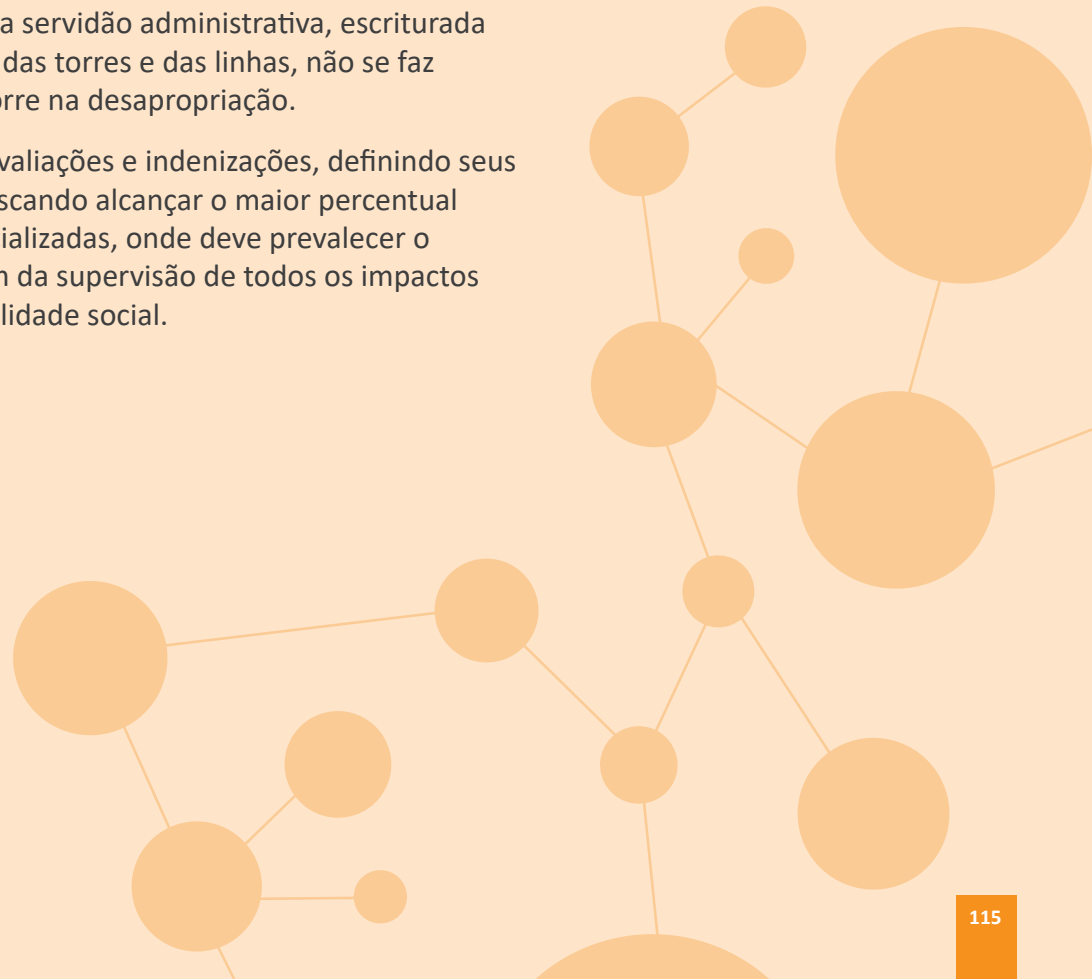 a servidão administrativa, escriturada
das torres e das linhas, não se faz
orre na desapropriação.
valiações e indenizações, definindo seus
scando alcançar o maior percentual
ializadas, onde deve prevalecer o
m da supervisão de todos os impactos
lidade social.
115